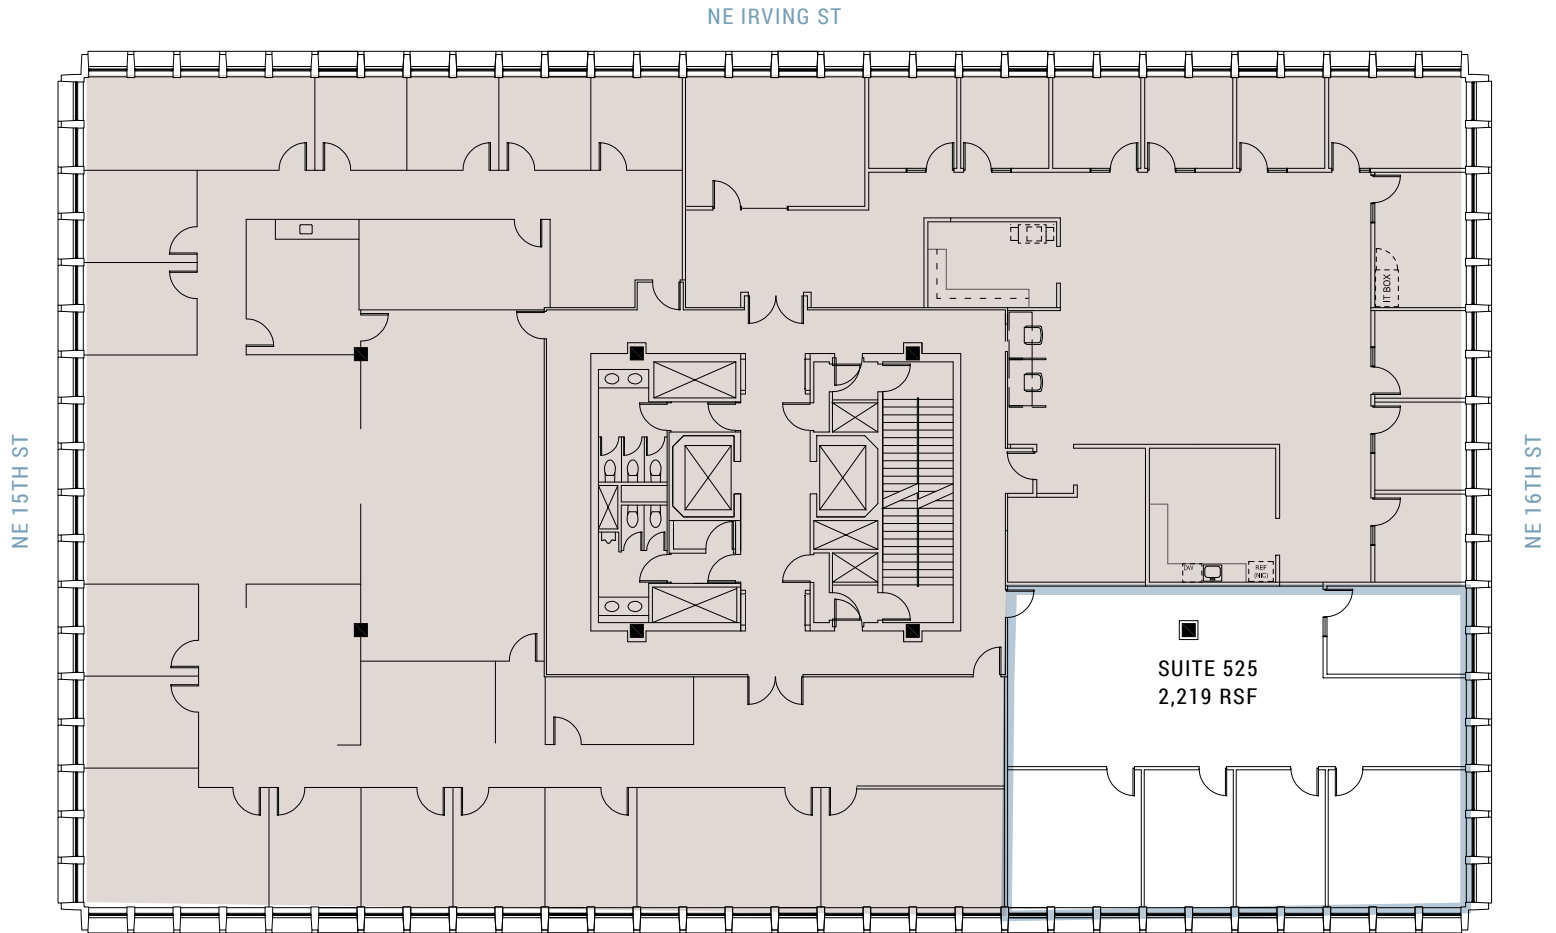 NE IRVING ST
NE 15TH ST
IT BOX
NE 16TH ST
DW
REF
(NIC)
SUITE 525
2,219 RSF